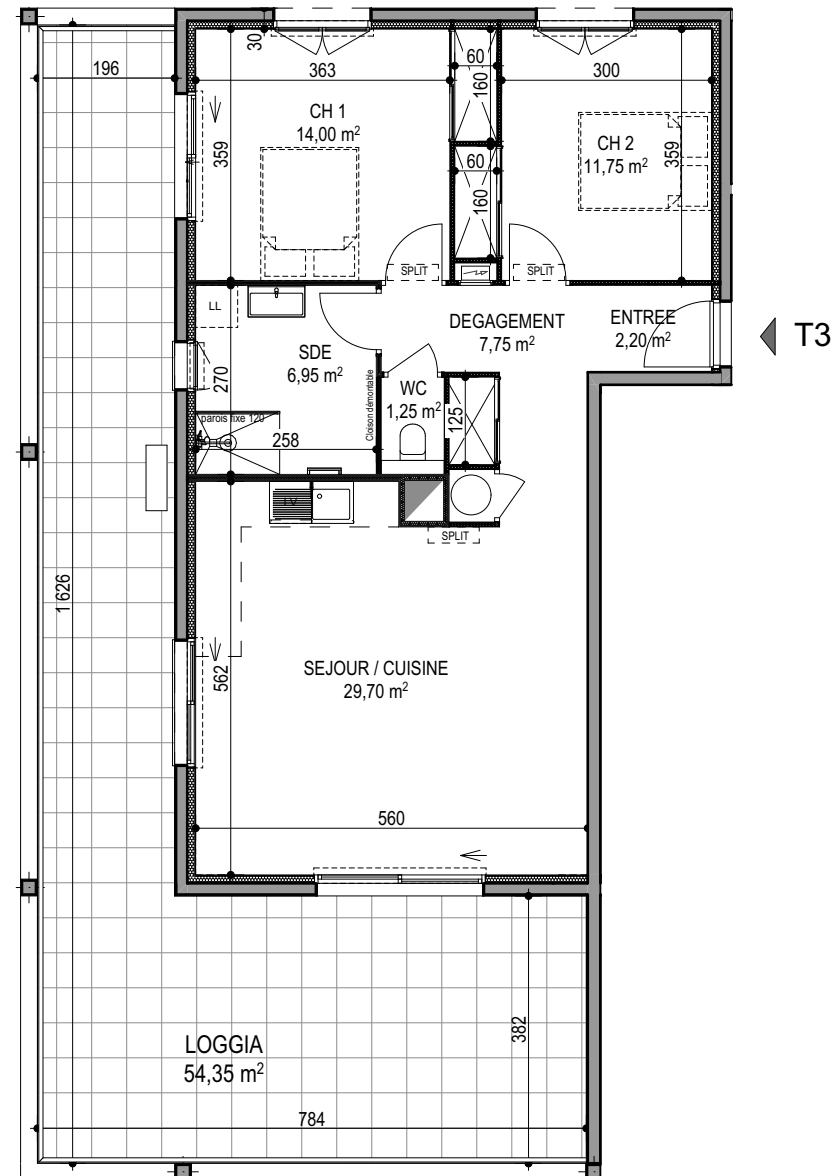 196
30
363
60
160
300
CH 1
14,00 m²
359
CH 2
11,75 m²
359
60
160
SPLIT
SPLIT
LL
DEGAGEMENT
7,75 m²
ENTREE
2,20 m²
T3
SDE
6,95 m²
270
WC
1,25 m²
125
Cloison démontable
parois fixe 120
258
LV
SPLIT
1 626
SEJOUR / CUISINE
29,70 m²
562
560
382
LOGGIA
54,35 m²
784